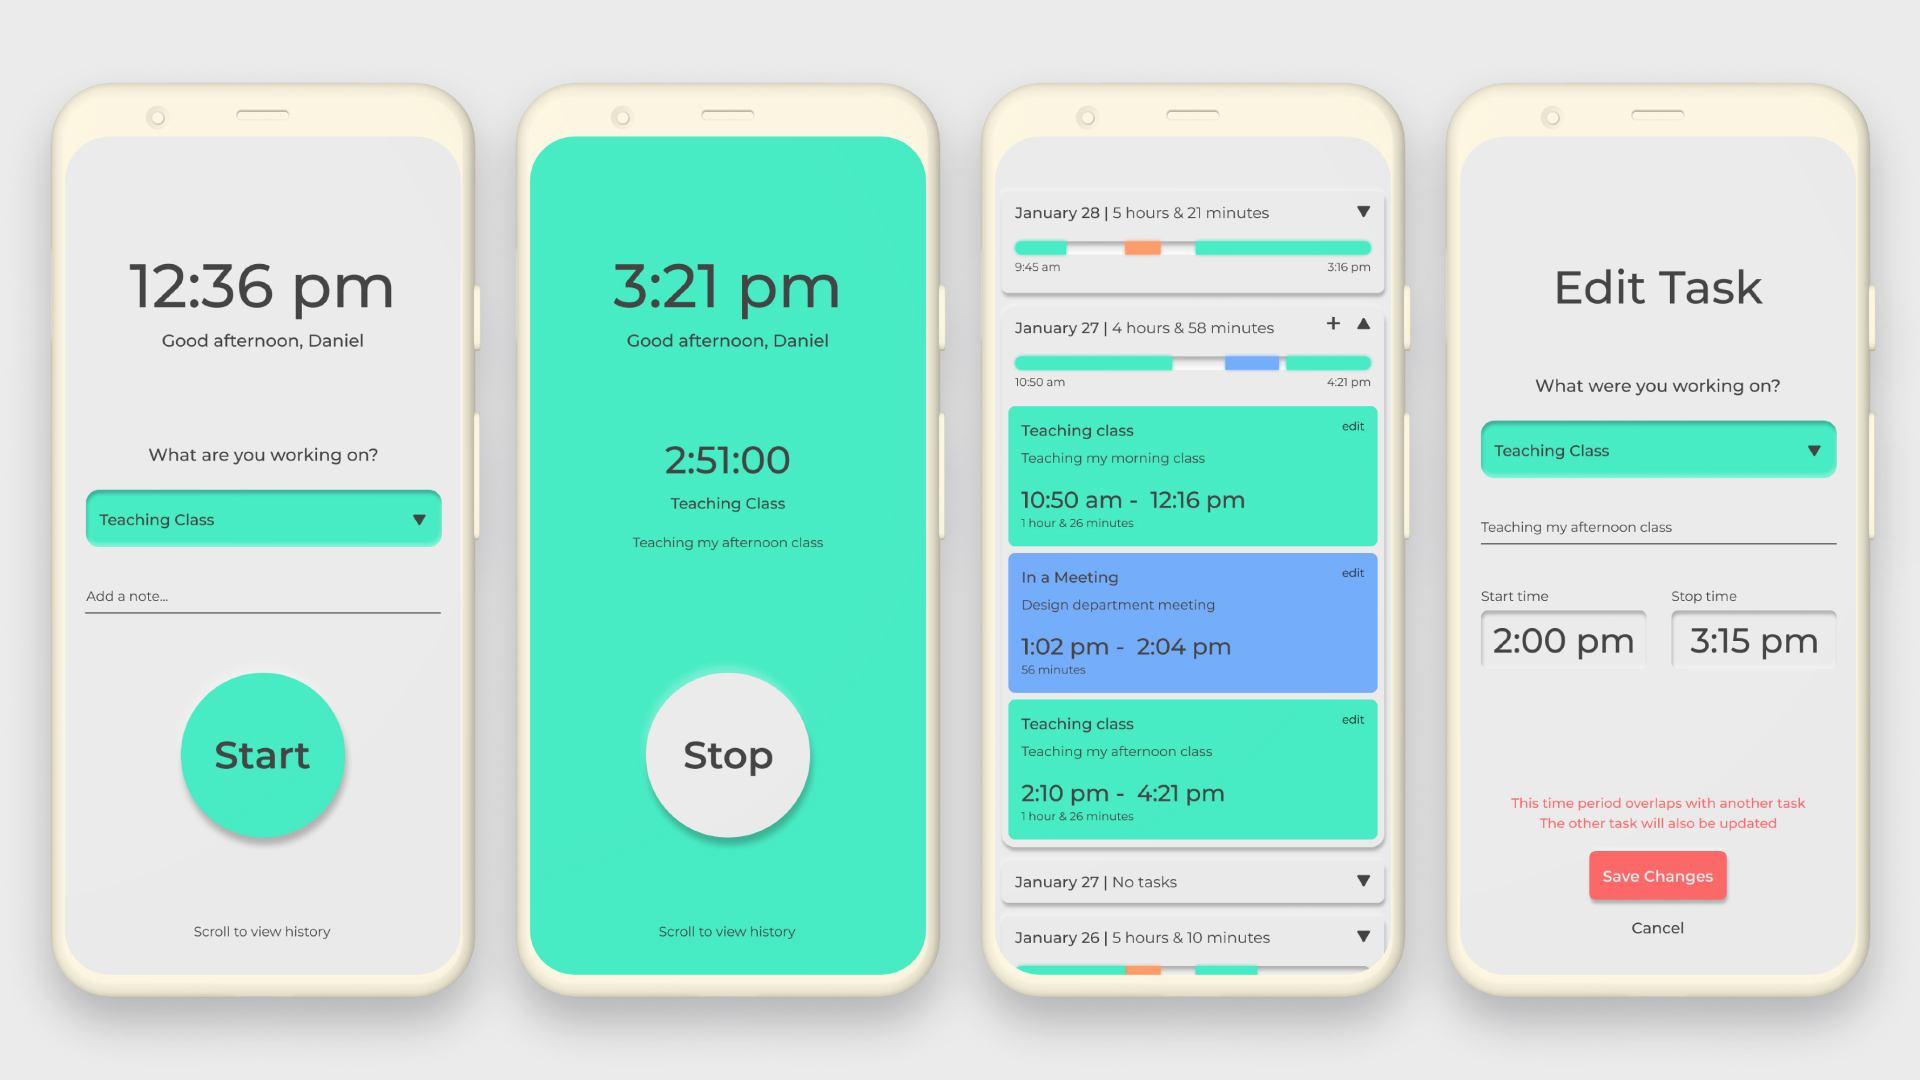 12:36 pm
Good afternoon, Daniel
What are you working on?
Teaching Class
Add a note...
Start
Scroll to view history
3:21 pm
Good afternoon, Daniel
2:51:00
Teaching Class
Teaching my afternoon class
Stop
Scroll to view history
January 28 | 5 hours & 21 minutes
9:45 am 3:16 pm
January 27 | 4 hours & 58 minutes +
10:50 am 4:21 pm
Teaching class edit
Teaching my morning class
10:50 am - 12:16 pm
1 hour & 26 minutes
In a Meeting edit
Design department meeting
1:02 pm - 2:04 pm
56 minutes
Teaching class edit
Teaching my afternoon class
2:10 pm - 4:21 pm
1 hour & 26 minutes
January 27 | No tasks
January 26 | 5 hours & 10 minutes
Edit Task
What were you working on?
Teaching Class
Teaching my afternoon class
Start time Stop time
2:00 pm 3:15 pm
This time period overlaps with another task
The other task will also be updated
Save Changes
Cancel